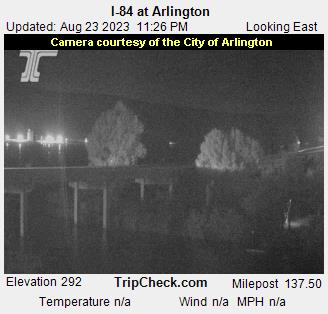 I-84 at Arlington
Updated: Aug 23 2023 11:26 PM Looking East
Camera courtesy of the City of Arlington
Elevation 292 TripCheck.com Milepost 137.50
Temperature n/a Wind n/a MPH n/a